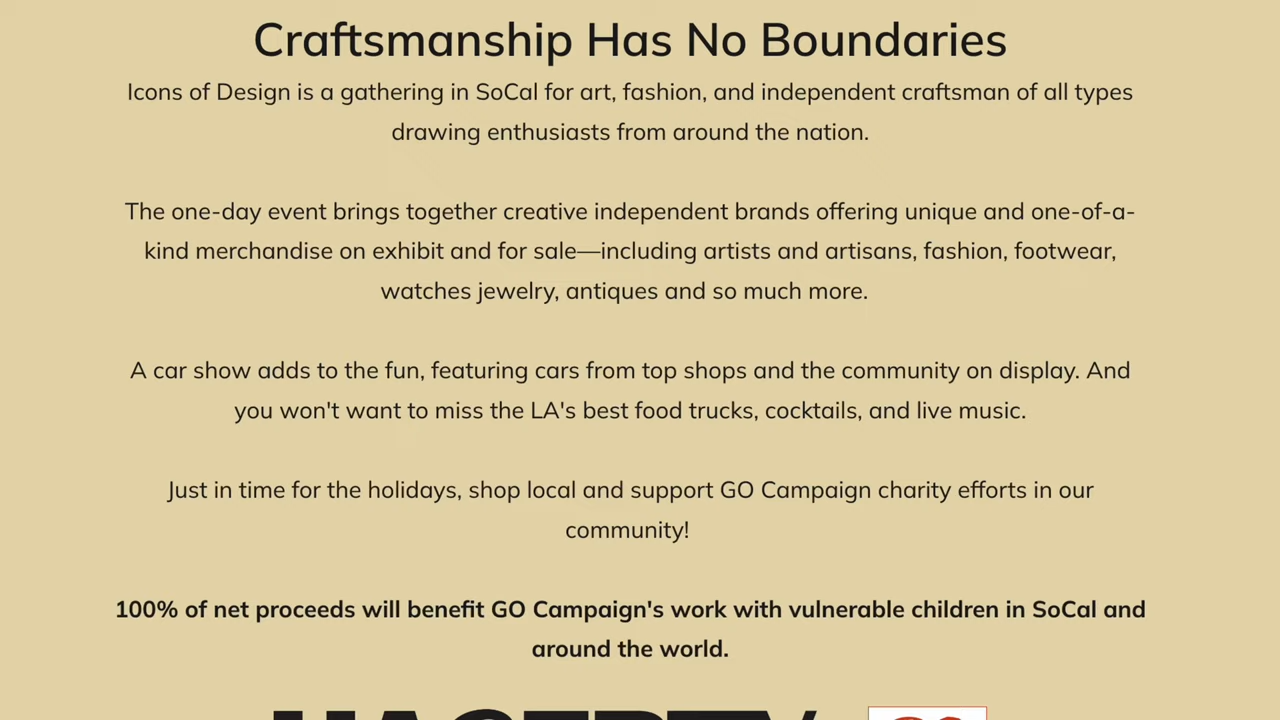 Craftsmanship Has No Boundaries
Icons of Design is a gathering in SoCal for art, fashion, and independent craftsman of all types
drawing enthusiasts from around the nation.
The one-day event brings together creative independent brands offering unique and one-of-a-
kind merchandise on exhibit and for sale—including artists and artisans, fashion, footwear,
watches jewelry, antiques and so much more.
A car show adds to the fun, featuring cars from top shops and the community on display. And
you won't want to miss the LA's best food trucks, cocktails, and live music.
Just in time for the holidays, shop local and support GO Campaign charity efforts in our
community!
100% of net proceeds will benefit GO Campaign's work with vulnerable children in SoCal and
around the world.